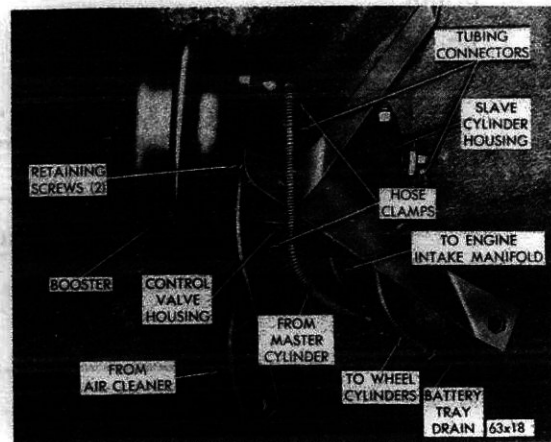 TUBING
CONNECTORS
SLAVE
CYLINDER
HOUSING
RETAINING
SCREWS (2)
HOSE
CLAMPS
TO ENGINE
INTAKE MANIFOLD
BOOSTER
CONTROL
VALVE
HOUSING
FROM
MASTER
CYLINDER
FROM
AIR CLEANER
TO WHEEL
CYLINDERS
BATTERY
TRAY
DRAIN
63x18